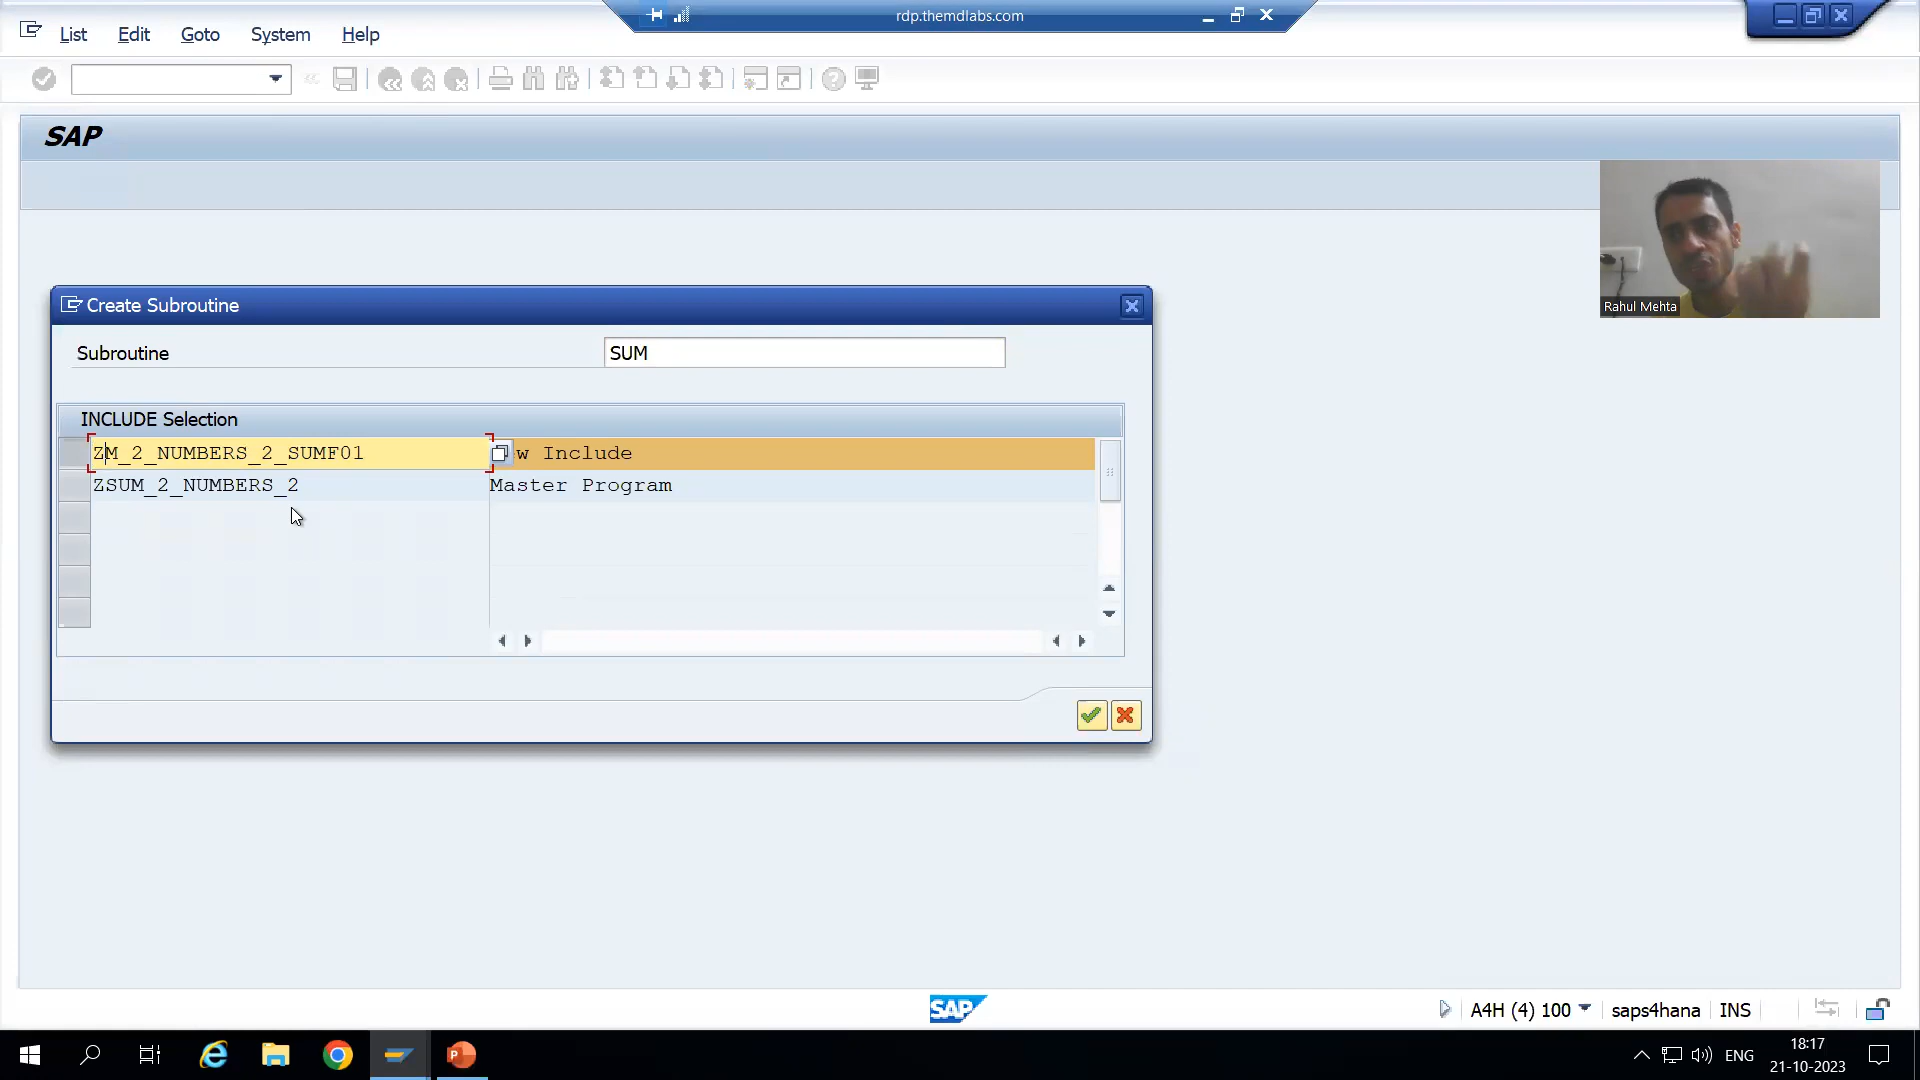 rdp.themdlabs.com
List Edit Goto System Help
SAP
Rahul Mehta
Create Subroutine
Subroutine SUM
INCLUDE Selection
ZM_2_NUMBERS_2_SUMF01 w Include
ZSUM_2_NUMBERS_2 Master Program
SAP
A4H (4) 100 saps4hana INS
ENG
18:17
21-10-2023